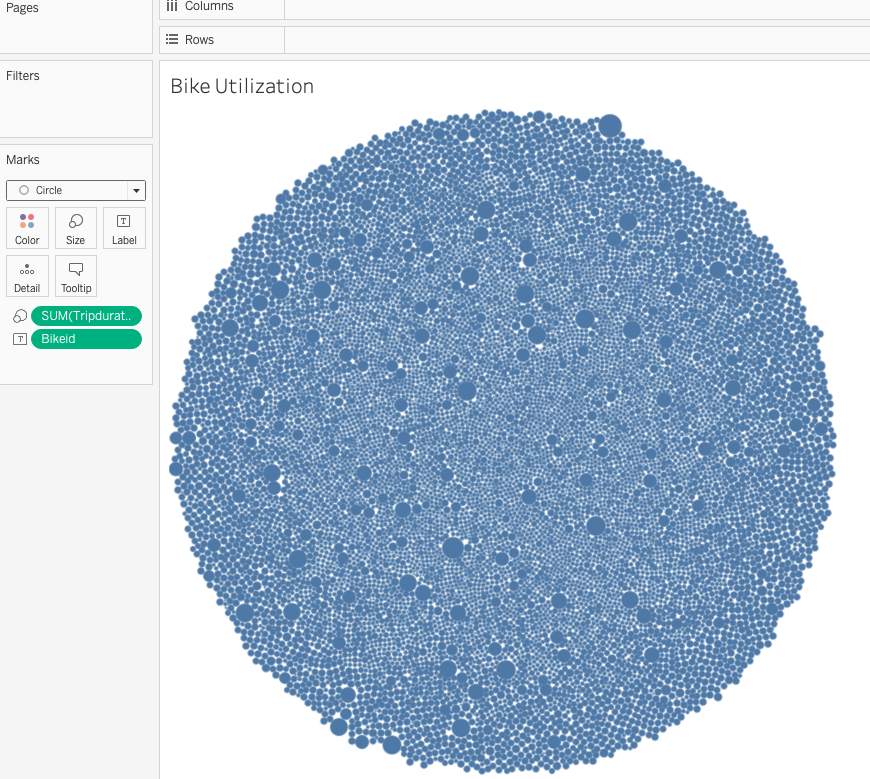 Pages
Columns
Rows
Filters
Bike Utilization
Marks
Circle
Color
Size
Label
Detail
Tooltip
SUM(Tripdurat..
Bikeid